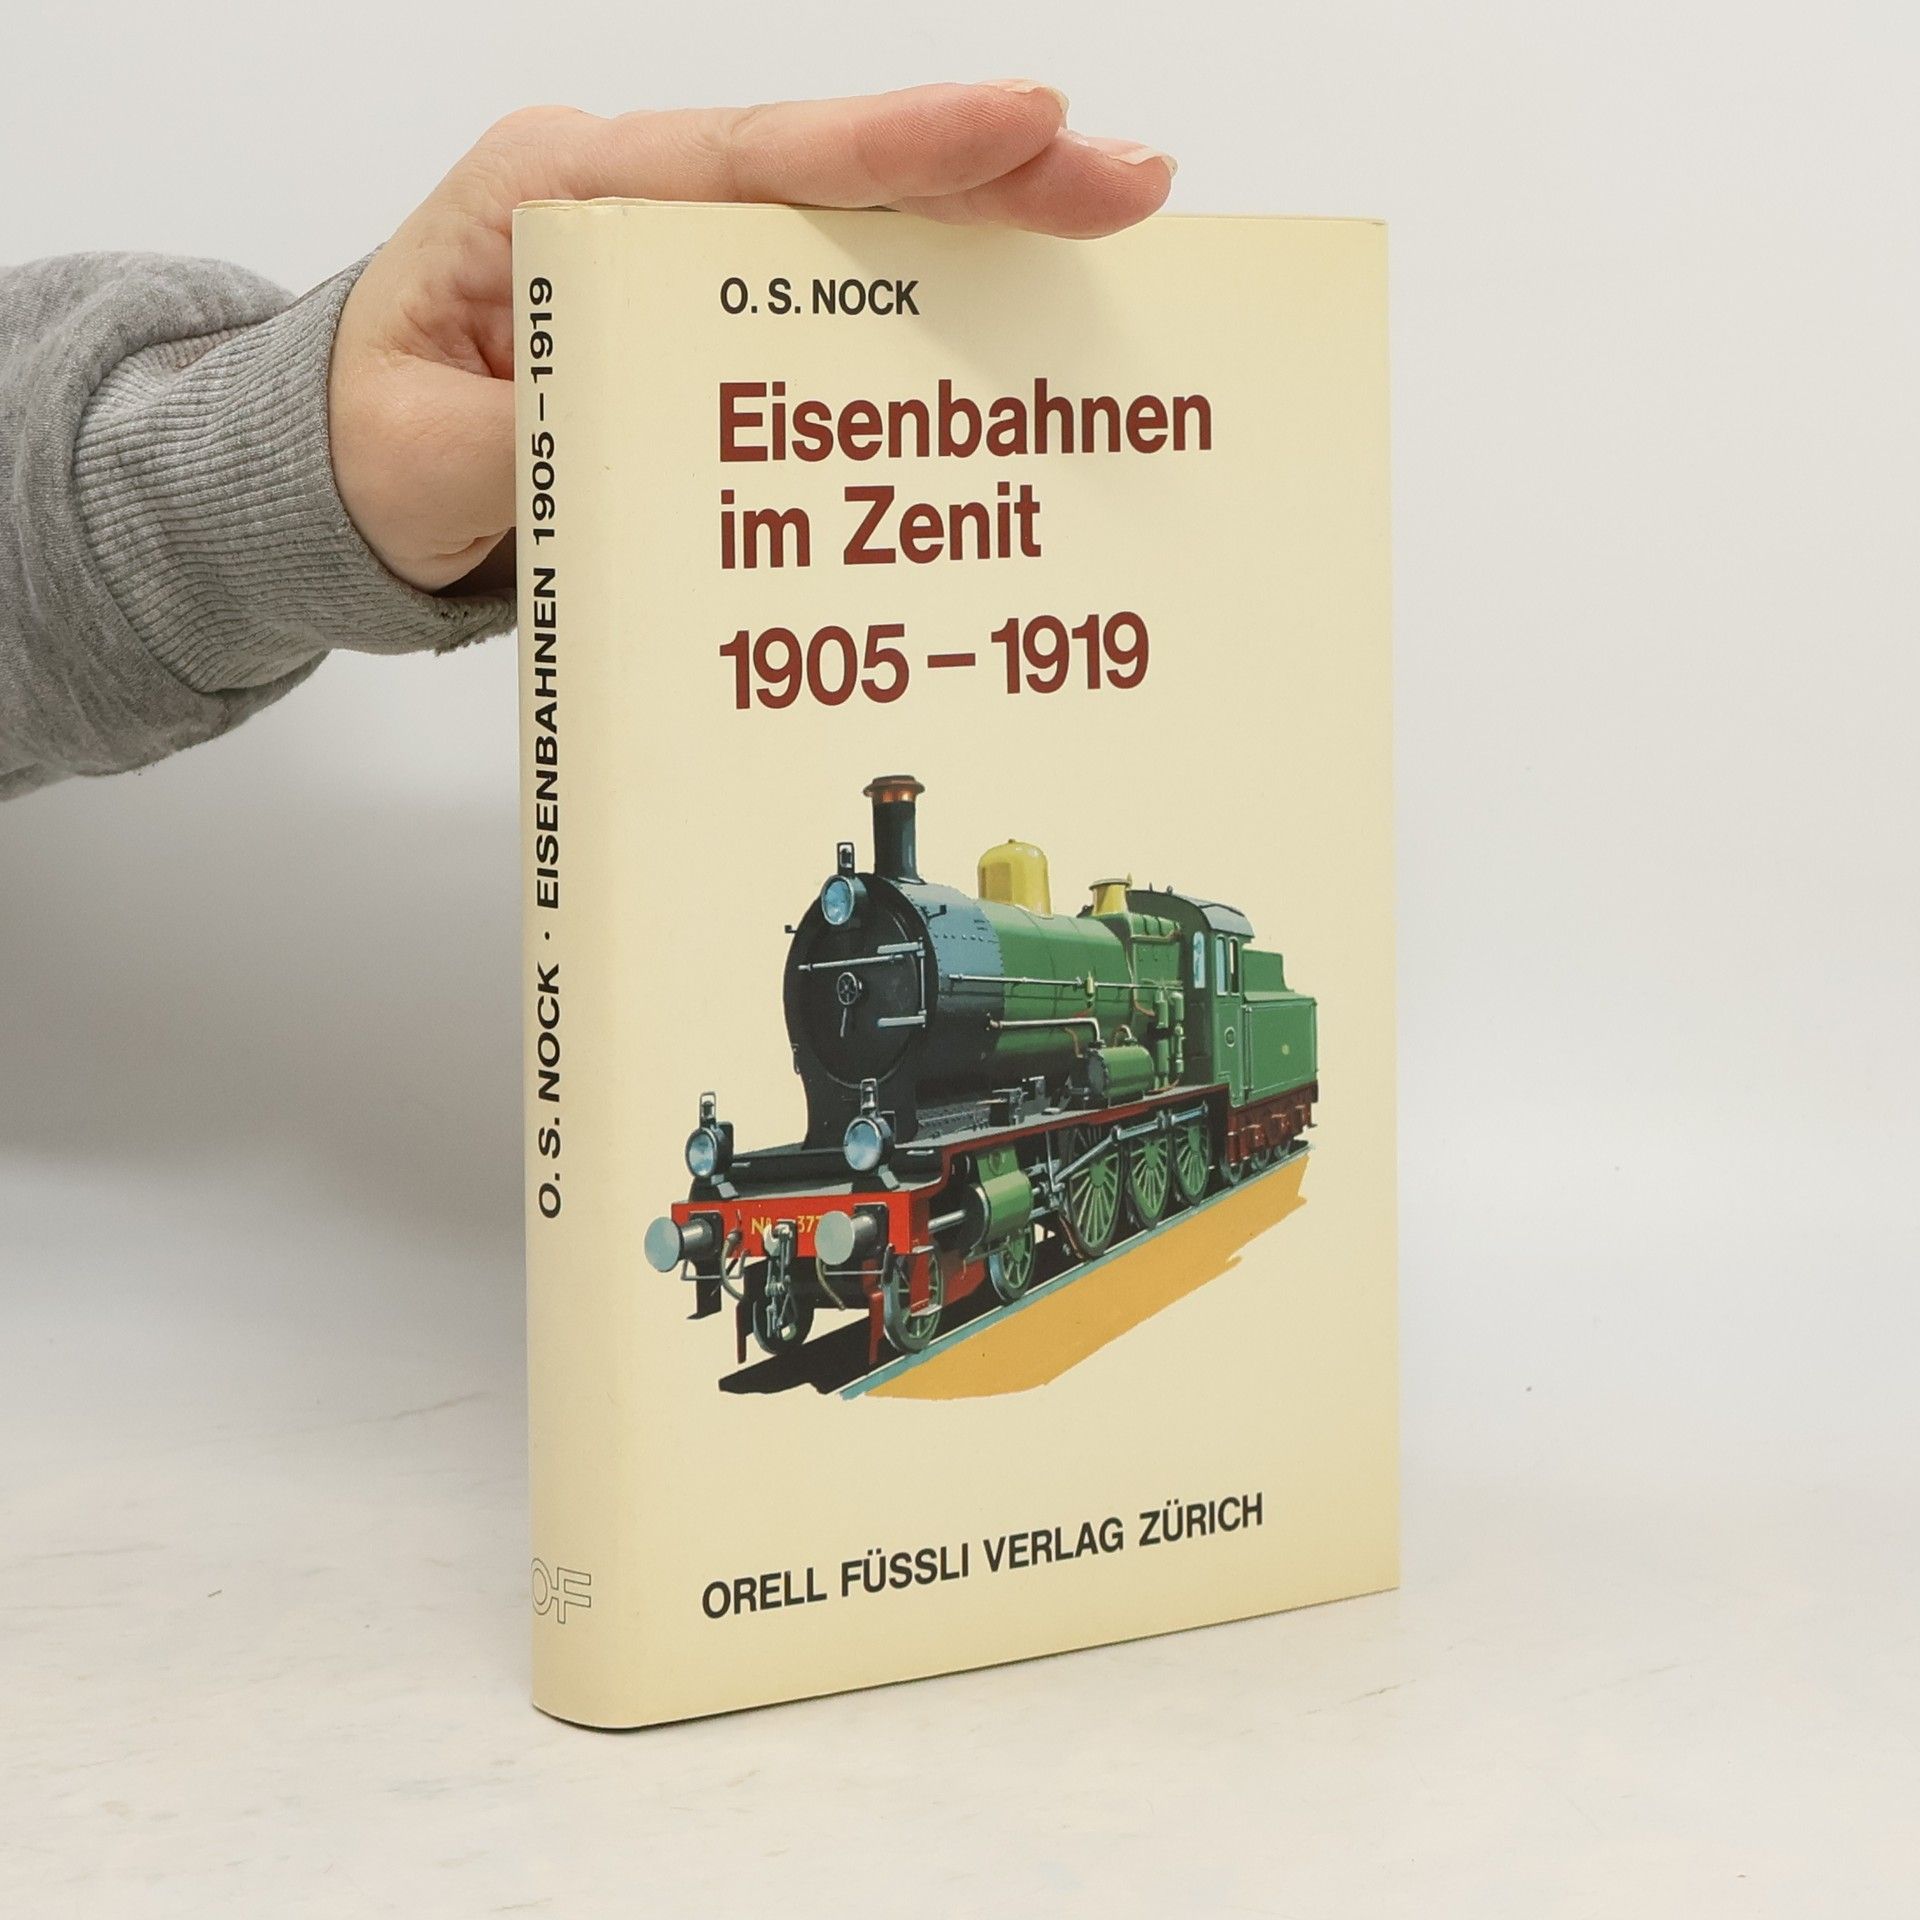 O. S. NOCK
Eisenbahnen
im Zenit
1905 – 1919
ORELL FÜSSLI VERLAG ZÜRICH
O. S. NOCK · EISENBAHNEN 1905 – 1919
OF